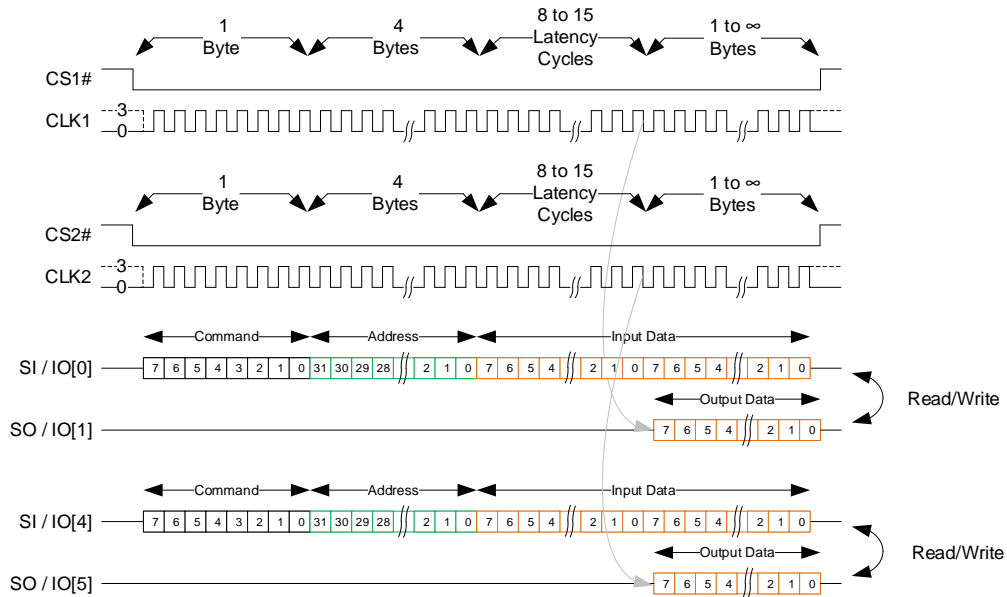 1 Byte 4 Bytes 8 to 15 Latency Cycles 1 to ∞ Bytes
CS1#
CLK1 3 0
1 Byte 4 Bytes 8 to 15 Latency Cycles 1 to ∞ Bytes
CS2#
CLK2 3 0
Command Address Input Data
SI / IO[0] 7 6 5 4 3 2 1 0 31 30 29 28 2 1 0 7 6 5 4 2 1 0 7 6 5 4 2 1 0
Read/Write
Output Data
SO / IO[1] 7 6 5 4 2 1 0
Command Address Input Data
SI / IO[4] 7 6 5 4 3 2 1 0 31 30 29 28 2 1 0 7 6 5 4 2 1 0 7 6 5 4 2 1 0
Read/Write
Output Data
SO / IO[5] 7 6 5 4 2 1 0